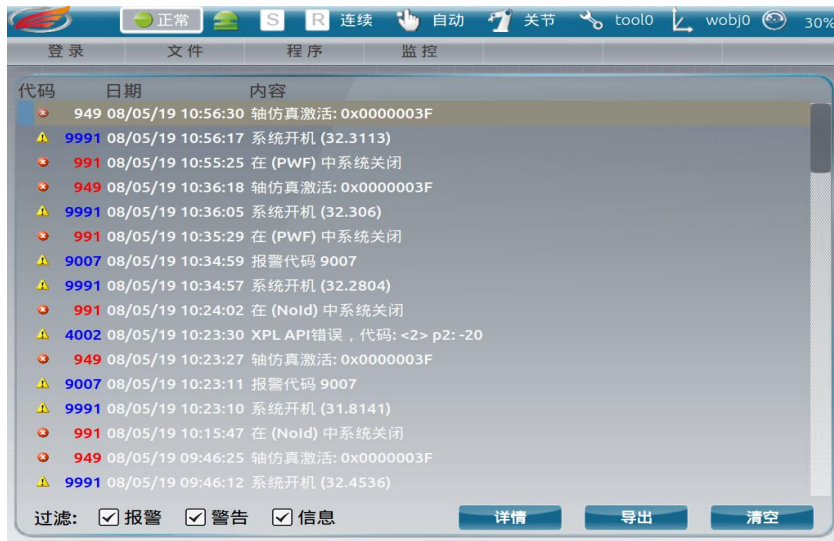 正常 S R 连续 自动 关节 tool0 wobj0 30%
登录 文件 程序 监控
代码 日期 内容
949 08/05/19 10:56:30 轴仿真激活: 0x0000003F
9991 08/05/19 10:56:17 系统开机 (32.3113)
991 08/05/19 10:55:25 在 (PWF) 中系统关闭
949 08/05/19 10:36:18 轴仿真激活: 0x0000003F
9991 08/05/19 10:36:05 系统开机 (32.306)
991 08/05/19 10:35:29 在 (PWF) 中系统关闭
9007 08/05/19 10:34:59 报警代码 9007
9991 08/05/19 10:34:57 系统开机 (32.2804)
991 08/05/19 10:24:02 在 (Nold) 中系统关闭
4002 08/05/19 10:23:30 XPL API错误，代码: <2> p2: -20
949 08/05/19 10:23:27 轴仿真激活: 0x0000003F
9007 08/05/19 10:23:11 报警代码 9007
9991 08/05/19 10:23:10 系统开机 (31.8141)
991 08/05/19 10:15:47 在 (Nold) 中系统关闭
949 08/05/19 09:46:25 轴仿真激活: 0x0000003F
9991 08/05/19 09:46:12 系统开机 (32.4536)
过滤: 报警 警告 信息 详情 导出 清空